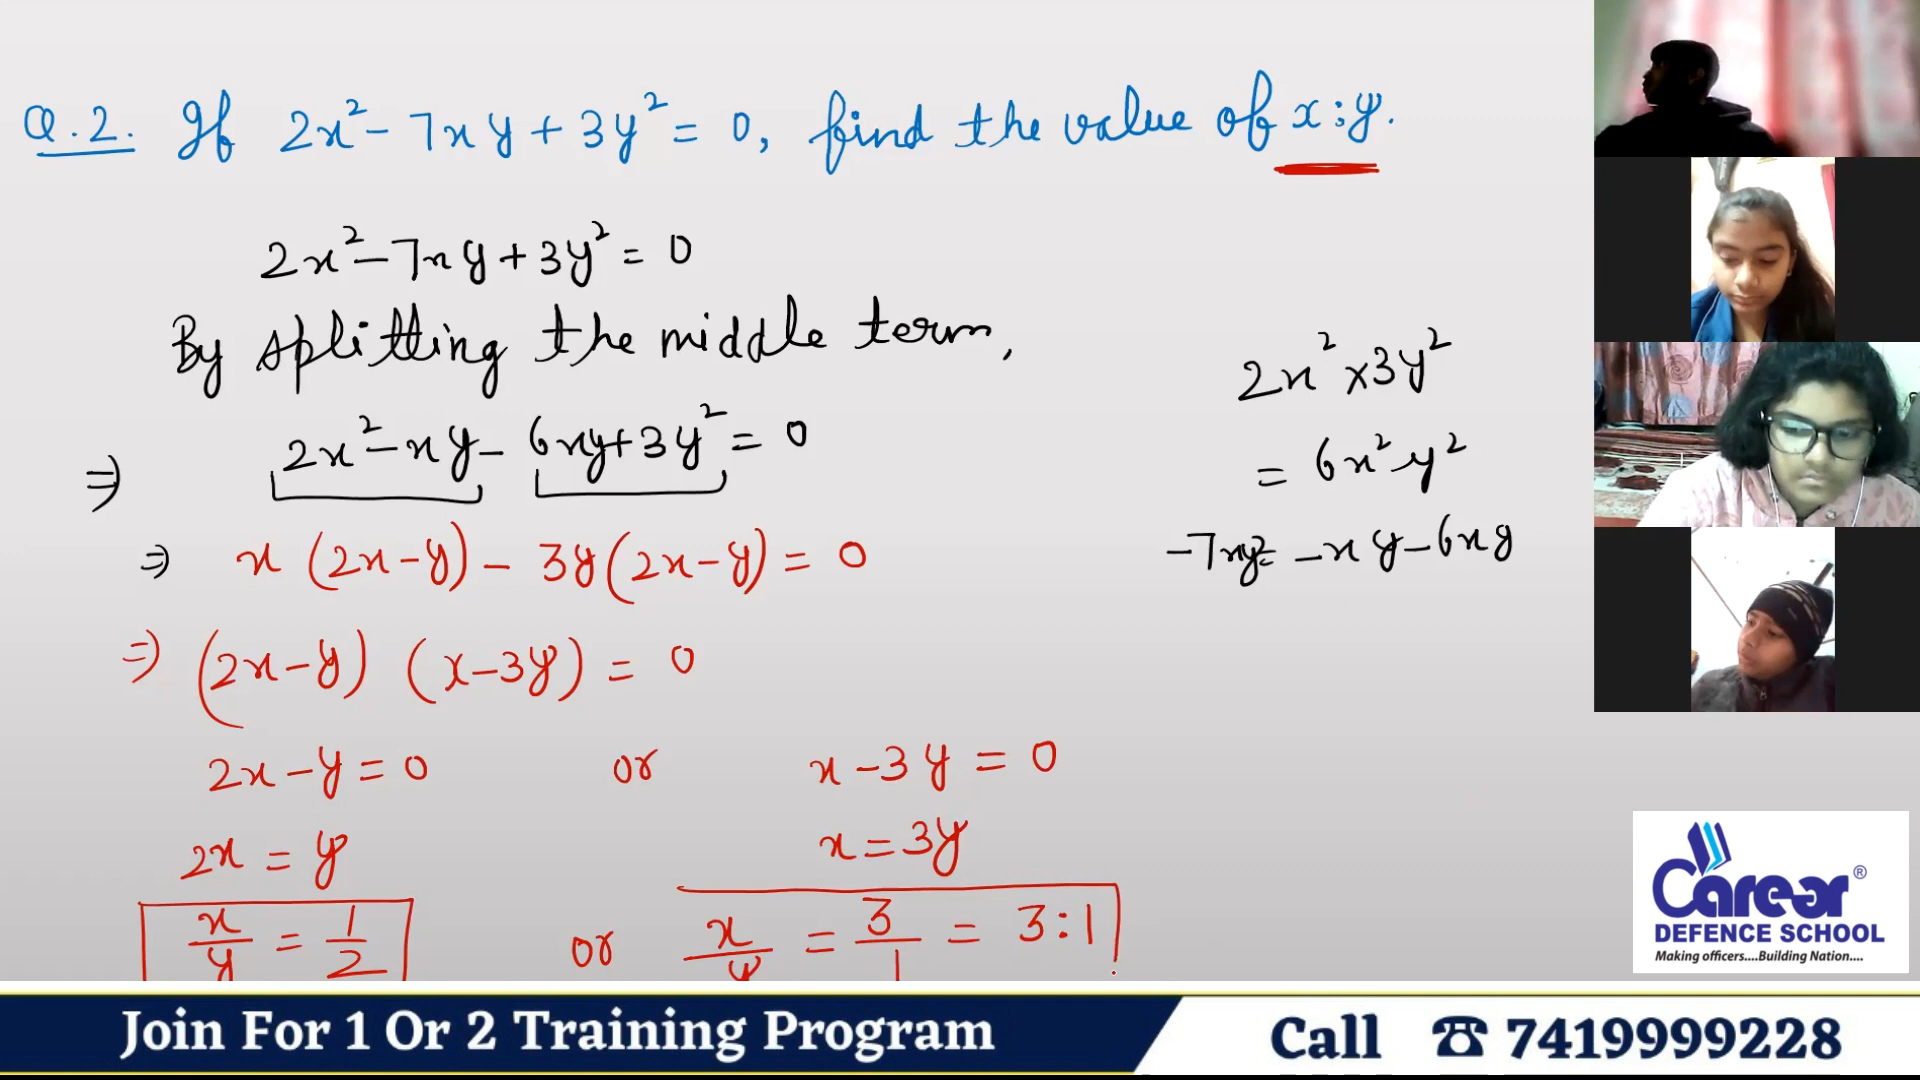 Q.2. If 2x² - 7xy + 3y² = 0, find the value of x:y.
2x² - 7xy + 3y² = 0
By splitting the middle term,
⇒ 2x² - xy - 6xy + 3y² = 0
⇒ x (2x - y) - 3y (2x - y) = 0
⇒ (2x - y) (x - 3y) = 0
2x - y = 0 or x - 3y = 0
2x = y x = 3y
x/y = 1/2 or x/y = 3/1 = 3:1
2x² × 3y²
= 6x²y²
-7xy = -xy - 6xy
Carear®
DEFENCE SCHOOL
Making officers....Building Nation....
Join For 1 Or 2 Training Program
Call ☎ 7419999228